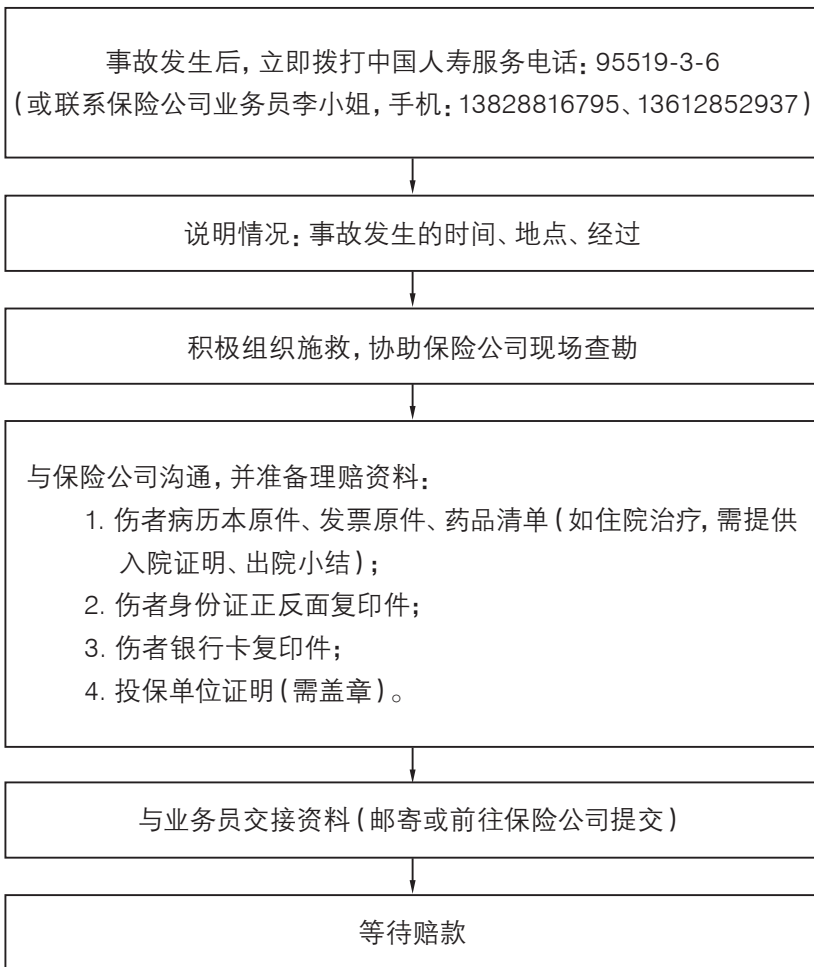 事故发生后，立即拨打中国人寿服务电话：95519-3-6
（或联系保险公司业务员李小姐，手机：13828816795、13612852937）
说明情况：事故发生的时间、地点、经过
积极组织施救，协助保险公司现场查勘
与保险公司沟通，并准备理赔资料：
1. 伤者病历本原件、发票原件、药品清单（如住院治疗，需提供
入院证明、出院小结）；
2. 伤者身份证正反面复印件；
3. 伤者银行卡复印件；
4. 投保单位证明（需盖章）。
与业务员交接资料（邮寄或前往保险公司提交）
等待赔款